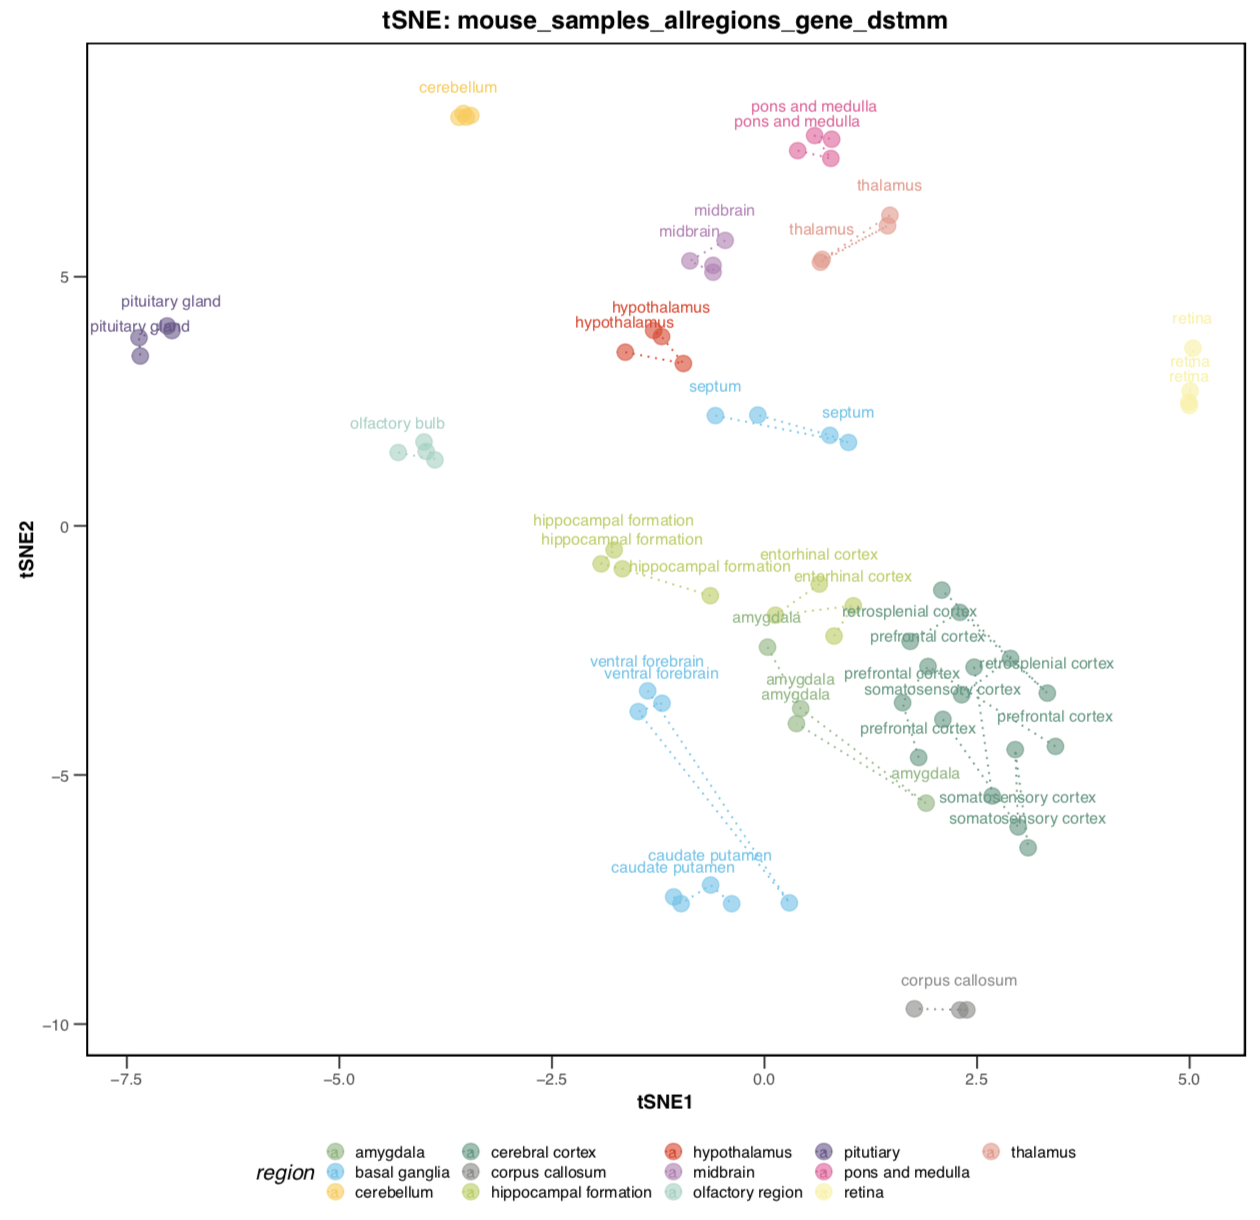 tSNE: mouse_samples_allregions_gene_dstmm
cerebellum
pons and medulla
pons and medulla
thalamus
midbrain
thalamus
midbrain
pituitary gland
hypothalamus
retina
hypothalamus
pituitary gland
retina
retina
septum
septum
olfactory bulb
hippocampal formation
hippocampal formation
entorhinal cortex
hippocampal formation
entorhinal cortex
retrosplenial cortex
amygdala
prefrontal cortex
ventral forebrain
retrosplenial cortex
ventral forebrain
prefrontal cortex
amygdala
somatosensory cortex
amygdala
prefrontal cortex
prefrontal cortex
amygdala
somatosensory cortex
somatosensory cortex
caudate putamen
caudate putamen
corpus callosum
5
0
−5
−10
tSNE2
−7.5 −5.0 −2.5 0.0 2.5 5.0
tSNE1
region
a amygdala a cerebral cortex a hypothalamus a pitutiary a thalamus
a basal ganglia a corpus callosum a midbrain a pons and medulla
a cerebellum a hippocampal formation a olfactory region a retina